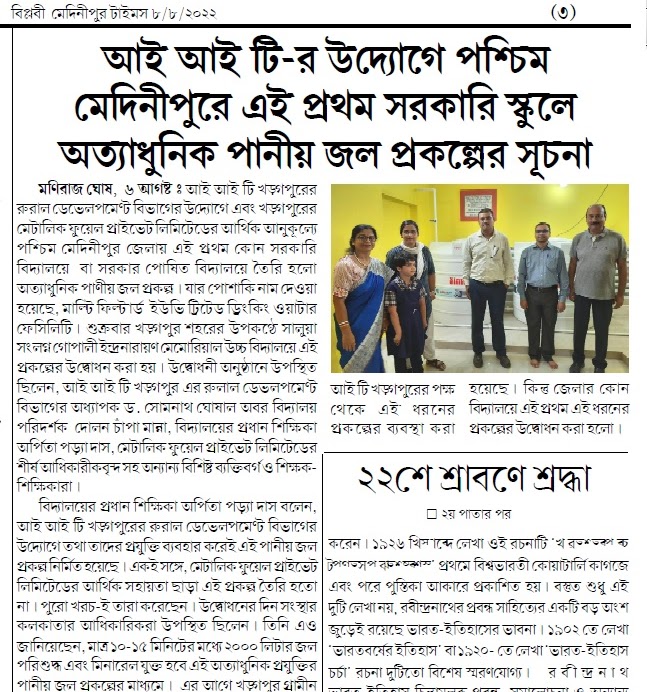 বিপ্লবী মেদিনীপুর টাইমস ৮/৮/২০২২
(৩)
আই আই টি-র উদ্যোগে পশ্চিম
মেদিনীপুরে এই প্রথম সরকারি স্কুলে
অত্যাধুনিক পানীয় জল প্রকল্পের সূচনা
মণিরাজ ঘোষ, ৬ আগষ্ট ঃ আই আই টি খড়্গপুরের
রুরাল ডেভেলপমেন্ট বিভাগের উদ্যোগে এবং খড়্গপুরের
মেটালিক ফুয়েল প্রাইভেট লিমিটেডের আর্থিক আনুকূল্যে
পশ্চিম মেদিনীপুর জেলায় এই প্রথম কোন সরকারি
বিদ্যালয়ে বা সরকার পোষিত বিদ্যালয়ে তৈরি হলো
অত্যাধুনিক পানীয় জল প্রকল্প। যার পোশাকি নাম দেওয়া
হয়েছে, মাল্টি ফিল্টার্ড ইউভি ট্রিটেড ড্রিংকিং ওয়াটার
ফেসিলিটি। শুক্রবার খড়্গপুর শহরের উপকণ্ঠে সালুয়া
সংলগ্ন গোপালী ইন্দ্রনারায়ণ মেমোরিয়াল উচ্চ বিদ্যালয়ে এই
প্রকল্পের উদ্বোধন করা হয়। উদ্বোধনী অনুষ্ঠানে উপস্থিত
ছিলেন, আই আই টি খড়্গপুর এর রুরাল ডেভেলপমেন্ট
বিভাগের অধ্যাপক ড. সোমনাথ ঘোষাল অবর বিদ্যালয়
পরিদর্শক দোলন চাঁপা মান্না, বিদ্যালয়ের প্রধান শিক্ষিকা
অর্পিতা পড়্যা দাস, মেটালিক ফুয়েল প্রাইভেট লিমিটেডের
শীর্ষ আধিকারীকবৃন্দ সহ অন্যান্য বিশিষ্ট ব্যক্তিবর্গ ও শিক্ষক-
শিক্ষিকারা।
বিদ্যালয়ের প্রধান শিক্ষিকা অর্পিতা পড়্যা দাস বলেন,
আই আই টি খড়্গপুরের রুরাল ডেভেলপমেন্ট বিভাগের
উদ্যোগে তথা তাদের প্রযুক্তি ব্যবহার করেই এই পানীয় জল
প্রকল্প নির্মিত হয়েছে। একই সঙ্গে, মেটালিক ফুয়েল প্রাইভেট
লিমিটেডের আর্থিক সহায়তা ছাড়া এই প্রকল্প তৈরি হতো
না। পুরো খরচ-ই তারা করেছেন। উদ্বোধনের দিন সংস্থার
কলকাতার আধিকারিকরা উপস্থিত ছিলেন। তিনি এও
জানিয়েছেন, মাত্র ১০-১৫ মিনিটের মধ্যে ২০০০ লিটার জল
পরিশুদ্ধ এবং মিনারেল যুক্ত হবে এই অত্যাধুনিক প্রযুক্তির
পানীয় জল প্রকল্পের মাধ্যমে। এর আগে খড়্গপুর গ্রামীন
আই টি খড়্গপুরের পক্ষ
থেকে এই ধরনের
প্রকল্পের ব্যবস্থা করা
হয়েছে। কিন্তু জেলার কোন
বিদ্যালয়ে এই প্রথম এই ধরনের
প্রকল্পের উদ্বোধন করা হলো।
২২শে শ্রাবণে শ্রদ্ধা
□ ২য় পাতার পর
করেন। ১৯২৬ খ্রিস্টাব্দে লেখা ওই রচনাটি
প্রথমে বিশ্বভারতী কোয়ার্টার্লি কাগজে
এবং পরে পুস্তিকা আকারে প্রকাশিত হয়। বস্তুত শুধু এই
দুটি লেখা নয়, রবীন্দ্রনাথের প্রবন্ধ সাহিত্যের একটি বড় অংশ
জুড়েই রয়েছে ভারত-ইতিহাসের ভাবনা। ১৯০২ তে লেখা
'ভারতবর্ষের ইতিহাস' বা ১৯২০- তে লেখা 'ভারত-ইতিহাস
চর্চা' রচনা দুটিতো বিশেষ স্মরণযোগ্য। রবীন্দ্রনাথ